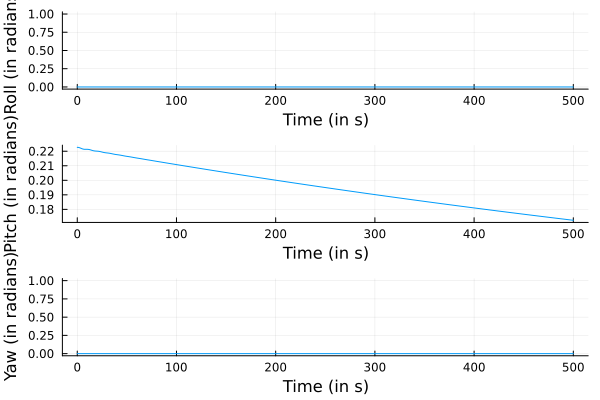 Roll (in radians)
1.00
0.75
0.50
0.25
0.00
0 100 200 300 400 500
Time (in s)
Pitch (in radians)
0.22
0.21
0.20
0.19
0.18
0 100 200 300 400 500
Time (in s)
Yaw (in radians)
1.00
0.75
0.50
0.25
0.00
0 100 200 300 400 500
Time (in s)